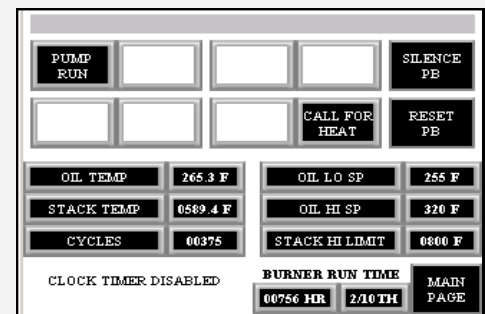 PUMP RUN
SILENCE PB
CALL FOR HEAT
RESET PB
OIL TEMP 265.3 F OIL LO SP 255 F
STACK TEMP 0589.4 F OIL HI SP 320 F
CYCLES 00375 STACK HI LIMIT 0800 F
CLOCK TIMER DISABLED
BURNER RUN TIME
00756 HR 2/10 TH
MAIN PAGE